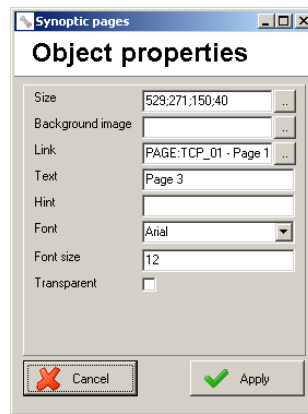 Synoptic pages
Object properties
Size 529;271;150;40 ..
Background image ..
Link PAGE:TCP_01 - Page 1 ..
Text Page 3
Hint
Font Arial
Font size 12
Transparent
Cancel Apply